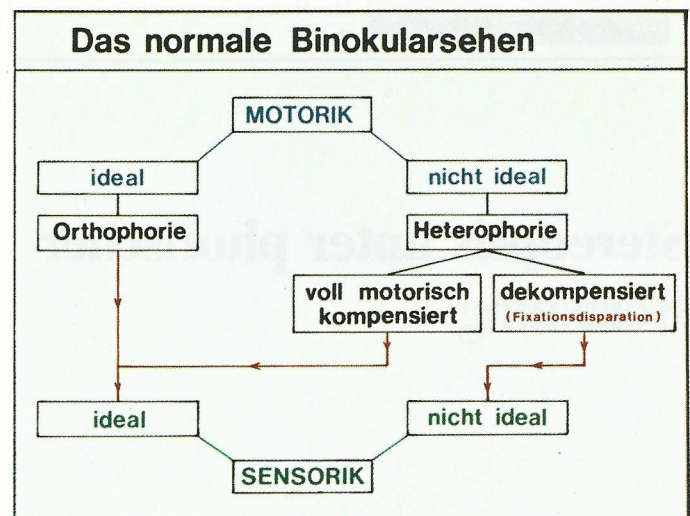 Das normale Binokularsehen
MOTORIK
ideal
nicht ideal
Orthophorie
Heterophorie
voll motorisch
kompensiert
dekompensiert
(Fixationsdisparation)
ideal
nicht ideal
SENSORIK